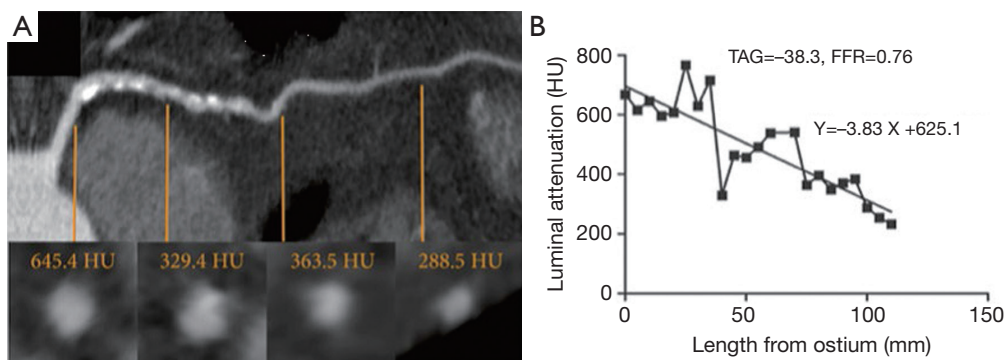 A
645.4 HU 329.4 HU 363.5 HU 288.5 HU
B
Luminal attenuation (HU)
800
600
400
200
0
TAG=–38.3, FFR=0.76
Y=–3.83 X +625.1
0 50 100 150
Length from ostium (mm)